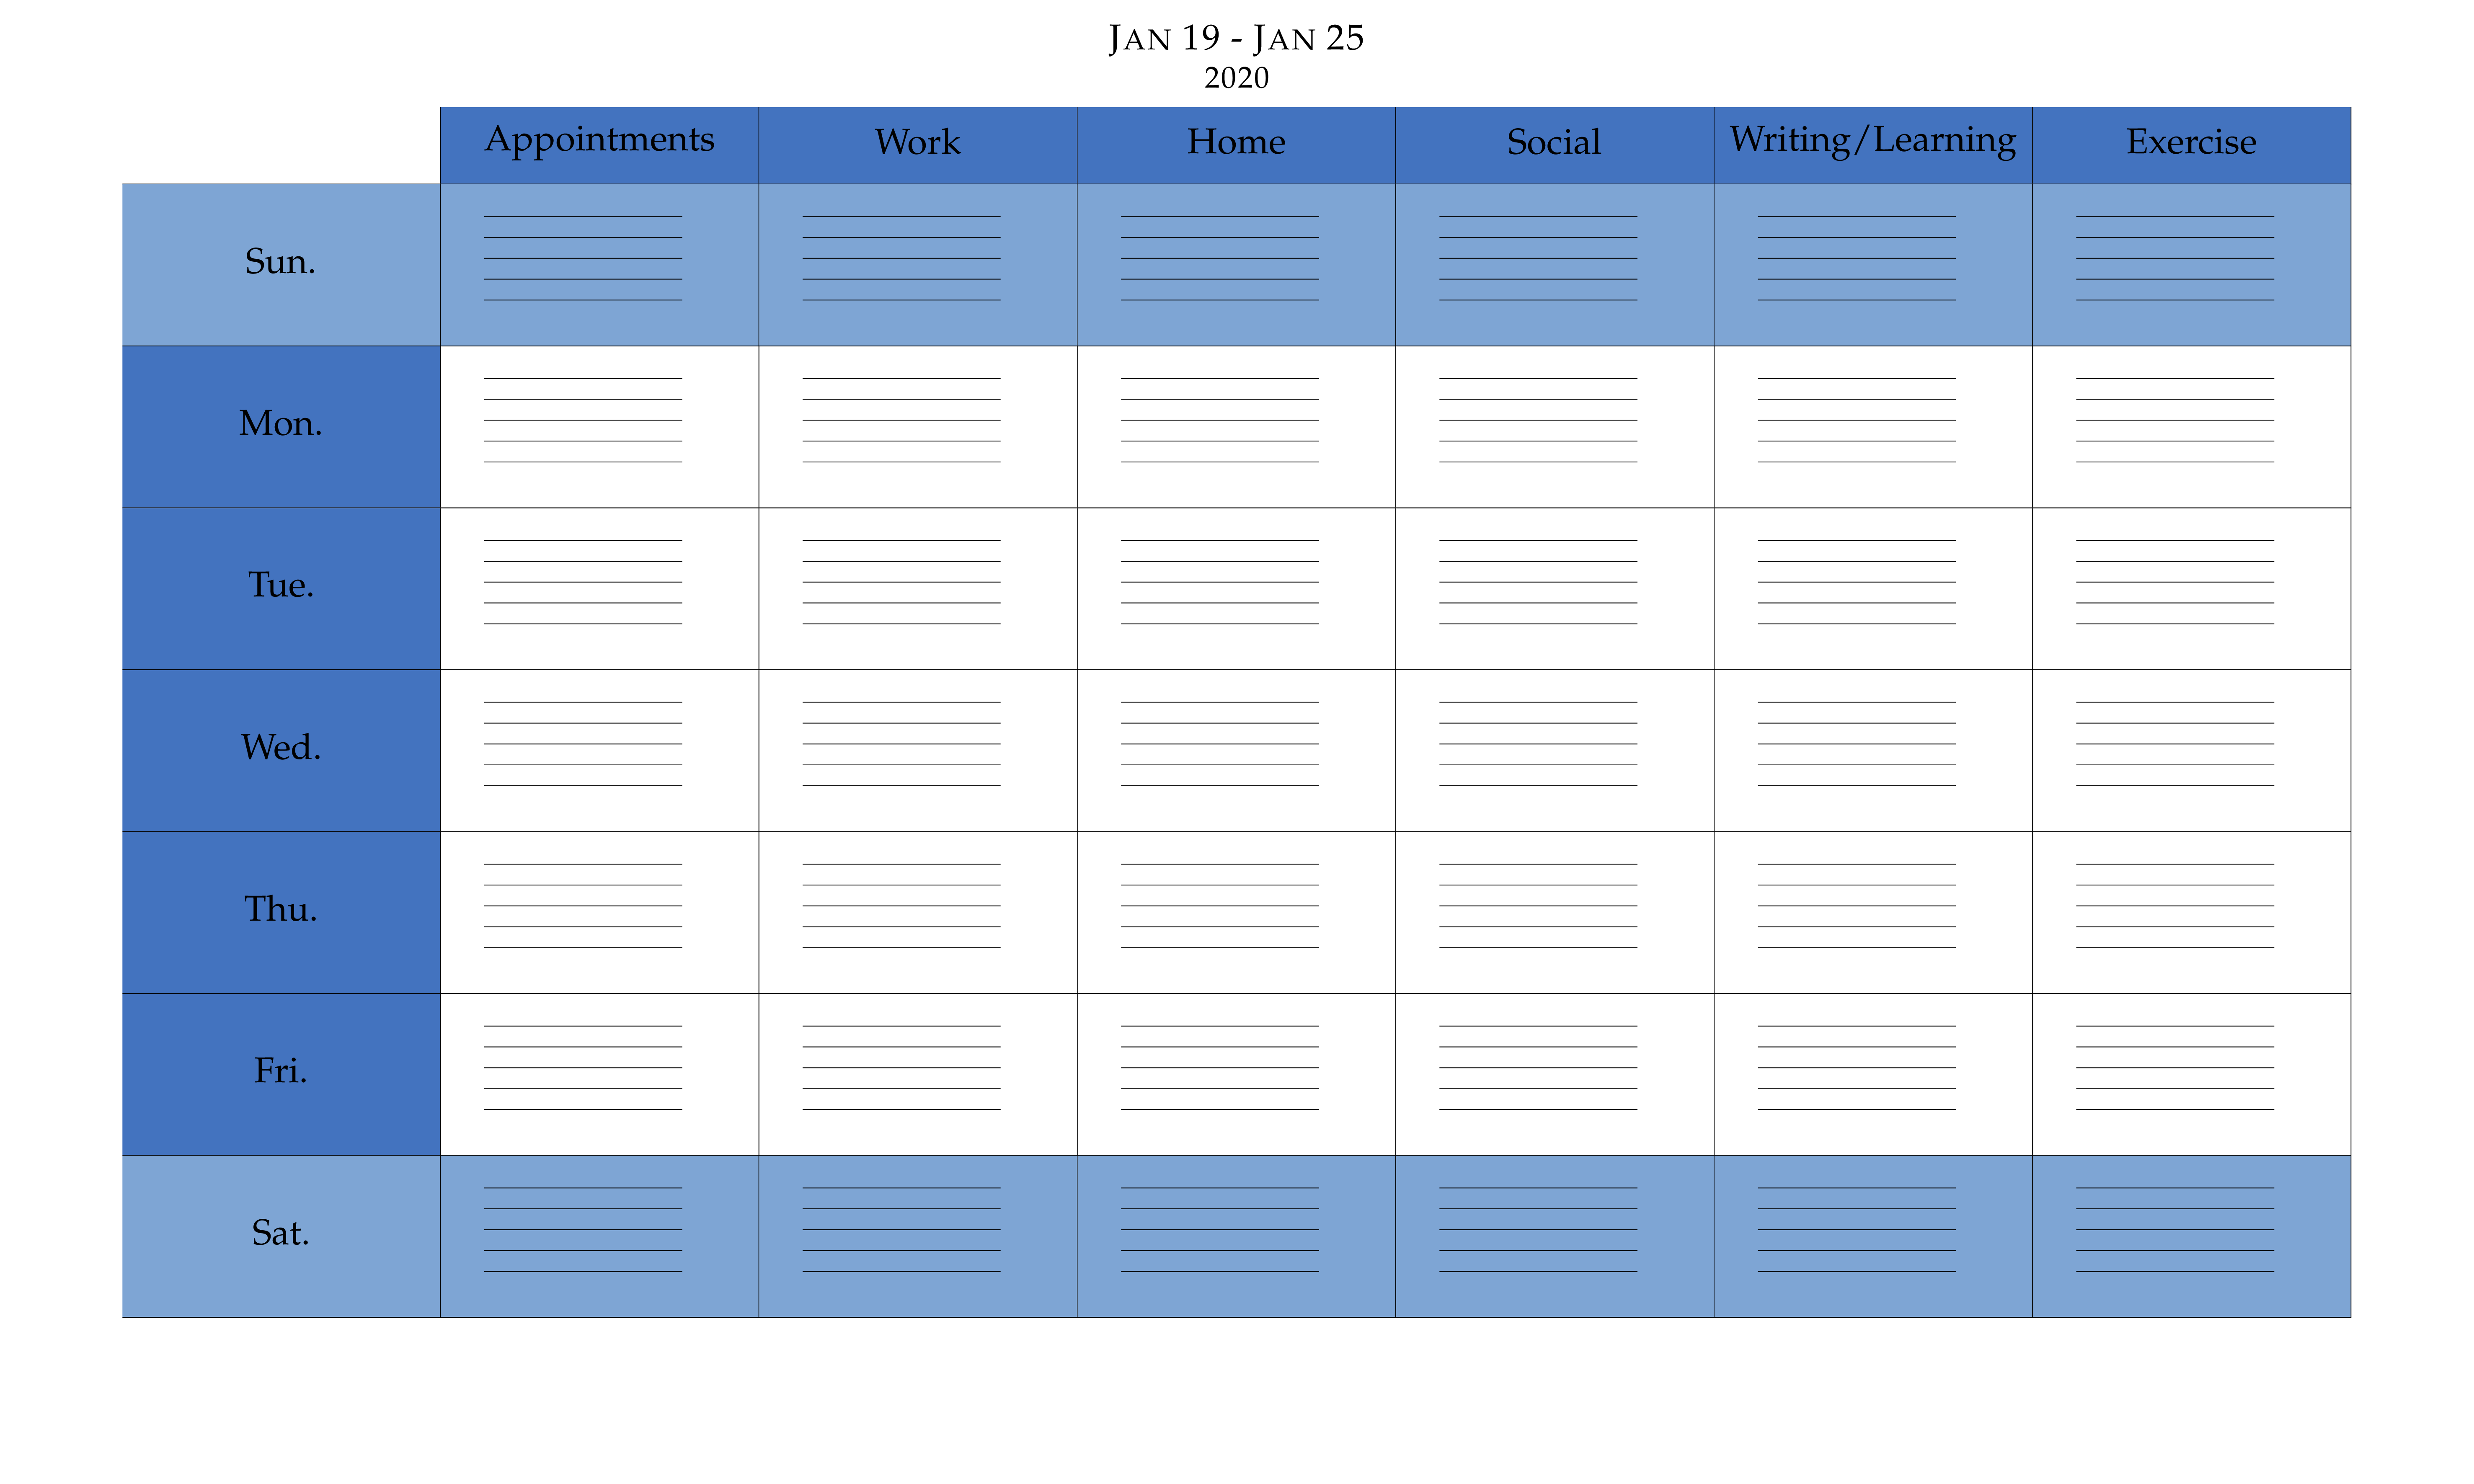 Jan 19 - Jan 25
2020
Appointments Work Home Social Writing/Learning Exercise
Sun.
Mon.
Tue.
Wed.
Thu.
Fri.
Sat.